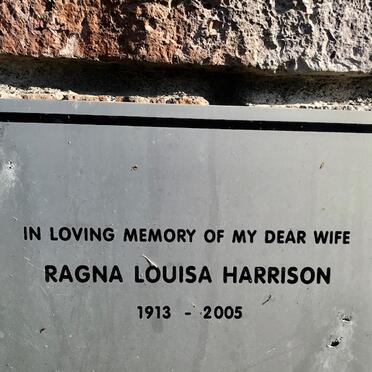 IN LOVING MEMORY OF MY DEAR WIFE
RAGNA LOUISA HARRISON
1913 - 2005